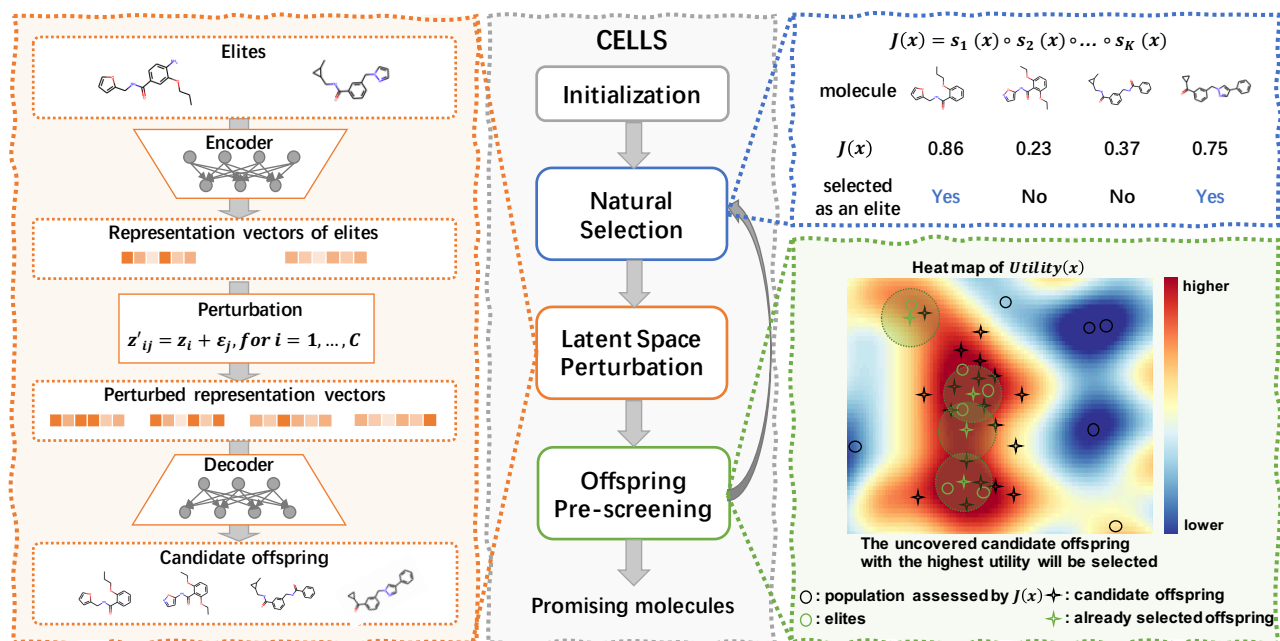 Elites
Encoder
Representation vectors of elites
Perturbation
z'ᵢⱼ = zᵢ + εⱼ, for i = 1, ..., C
Perturbed representation vectors
Decoder
Candidate offspring
CELLS
Initialization
Natural
Selection
Latent Space
Perturbation
Offspring
Pre-screening
Promising molecules
J(x) = s₁ (x) ∘ s₂ (x) ∘ ... ∘ s_K (x)
molecule
J(x) 0.86 0.23 0.37 0.75
selected
as an elite Yes No No Yes
Heat map of Utility(x)
higher
lower
The uncovered candidate offspring
with the highest utility will be selected
: population assessed by J(x) : candidate offspring
: elites : already selected offspring